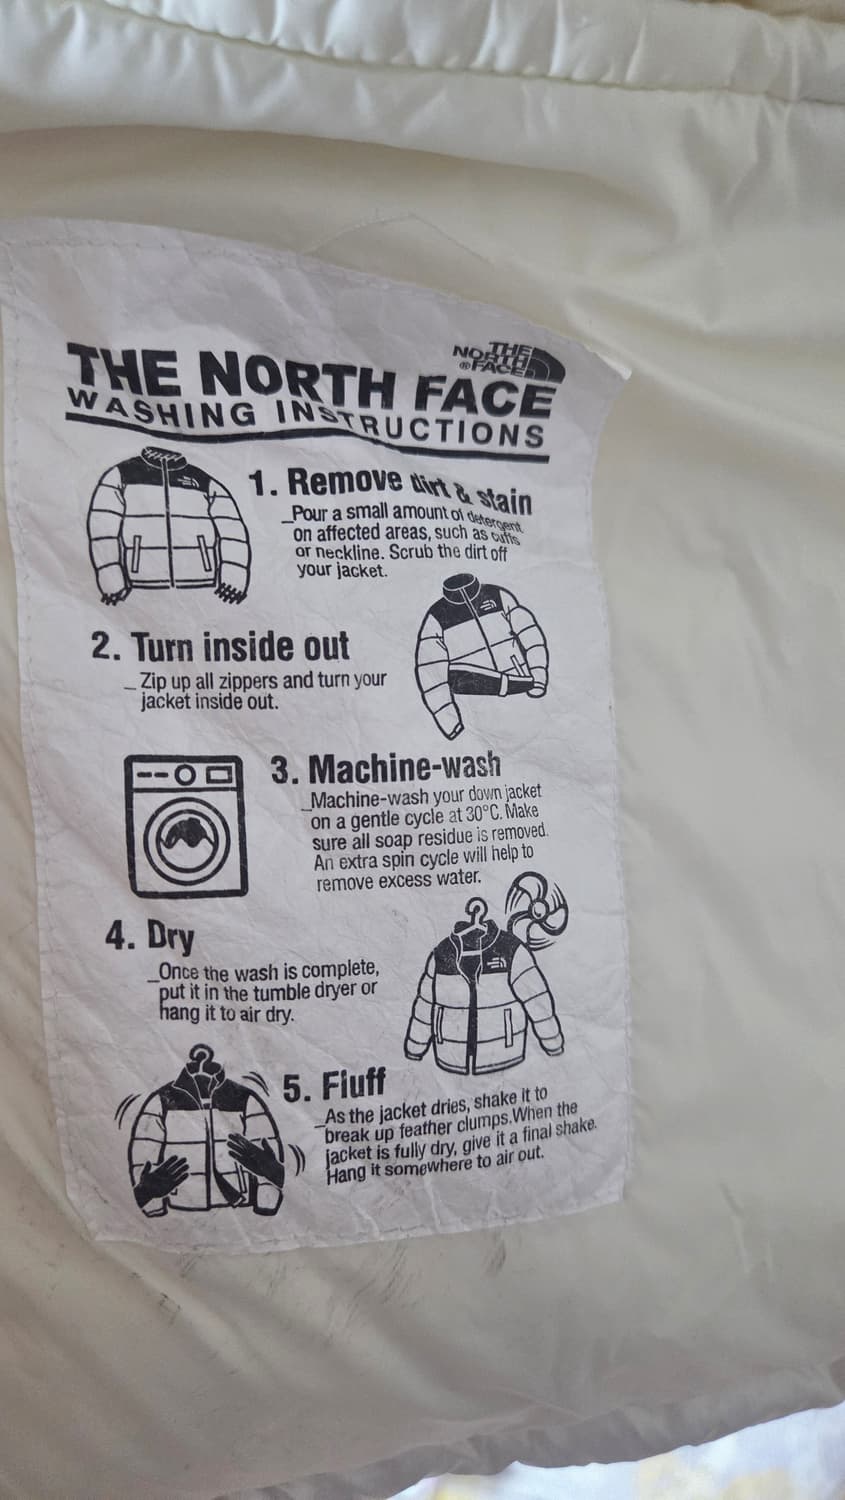 THE
NORTH
®FACE
THE NORTH FACE
WASHING INSTRUCTIONS
1. Remove dirt & stain
_Pour a small amount of detergent
on affected areas, such as cuffs
or neckline. Scrub the dirt off
your jacket.
2. Turn inside out
_ Zip up all zippers and turn your
jacket inside out.
3. Machine-wash
_Machine-wash your down jacket
on a gentle cycle at 30°C. Make
sure all soap residue is removed.
An extra spin cycle will help to
remove excess water.
4. Dry
_Once the wash is complete,
put it in the tumble dryer or
hang it to air dry.
5. Fluff
_As the jacket dries, shake it to
break up feather clumps.When the
jacket is fully dry, give it a final shake.
Hang it somewhere to air out.